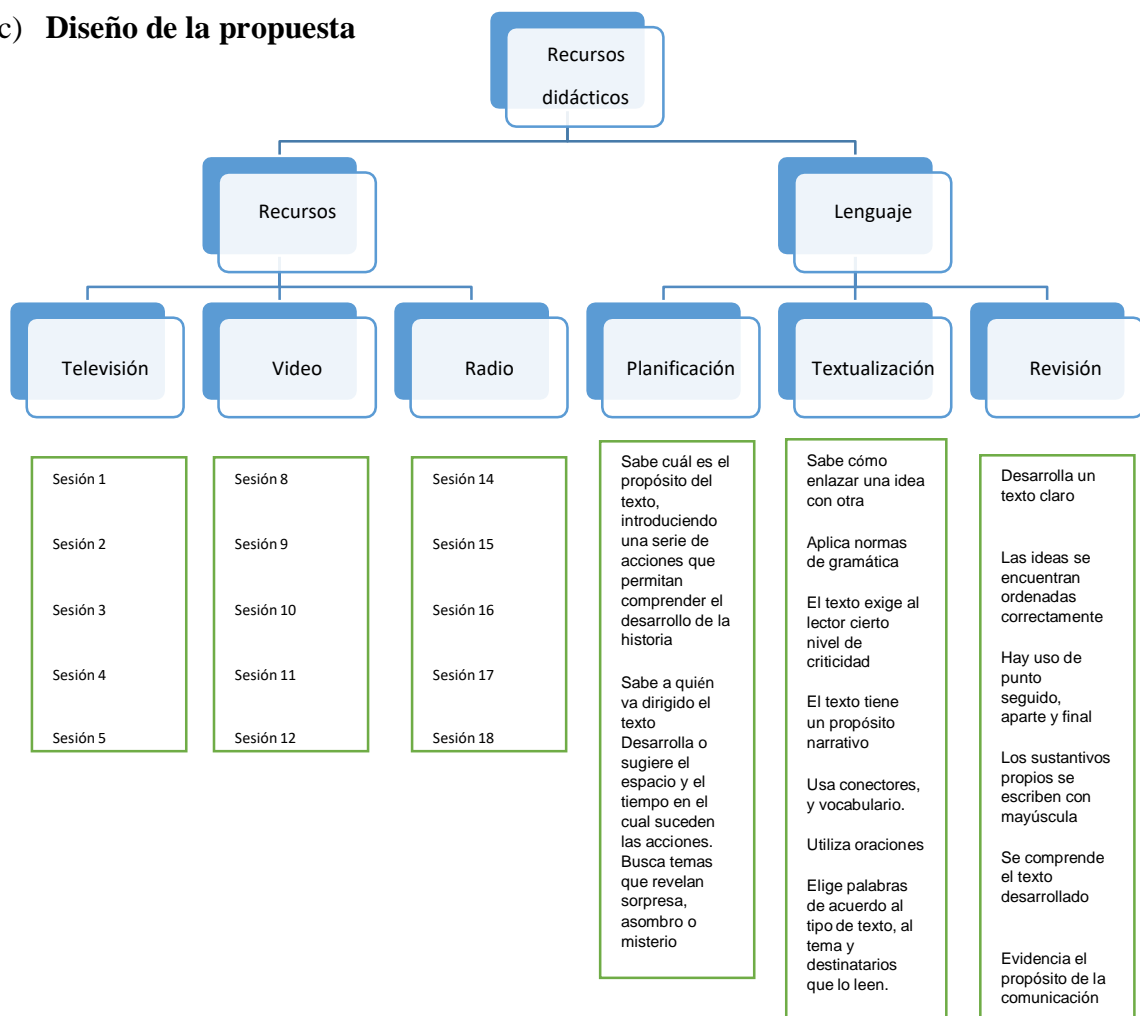 c) Diseño de la propuesta
Recursos
didácticos
Recursos
Lenguaje
Televisión
Video
Radio
Planificación
Textualización
Revisión
Sesión 1
Sesión 2
Sesión 3
Sesión 4
Sesión 5
Sesión 8
Sesión 9
Sesión 10
Sesión 11
Sesión 12
Sesión 14
Sesión 15
Sesión 16
Sesión 17
Sesión 18
Sabe cuál es el
propósito del
texto,
introduciendo
una serie de
acciones que
permitan
comprender el
desarrollo de la
historia
Sabe a quién
va dirigido el
texto
Desarrolla o
sugiere el
espacio y el
tiempo en el
cual suceden
las acciones.
Busca temas
que revelan
sorpresa,
asombro o
misterio
Sabe cómo
enlazar una idea
con otra
Aplica normas
de gramática
El texto exige al
lector cierto
nivel de
criticidad
El texto tiene
un propósito
narrativo
Usa conectores,
y vocabulario.
Utiliza oraciones
Elige palabras
de acuerdo al
tipo de texto, al
tema y
destinatarios
que lo leen.
Desarrolla un
texto claro
Las ideas se
encuentran
ordenadas
correctamente
Hay uso de
punto
seguido,
aparte y final
Los sustantivos
propios se
escriben con
mayúscula
Se comprende
el texto
desarrollado
Evidencia el
propósito de la
comunicación